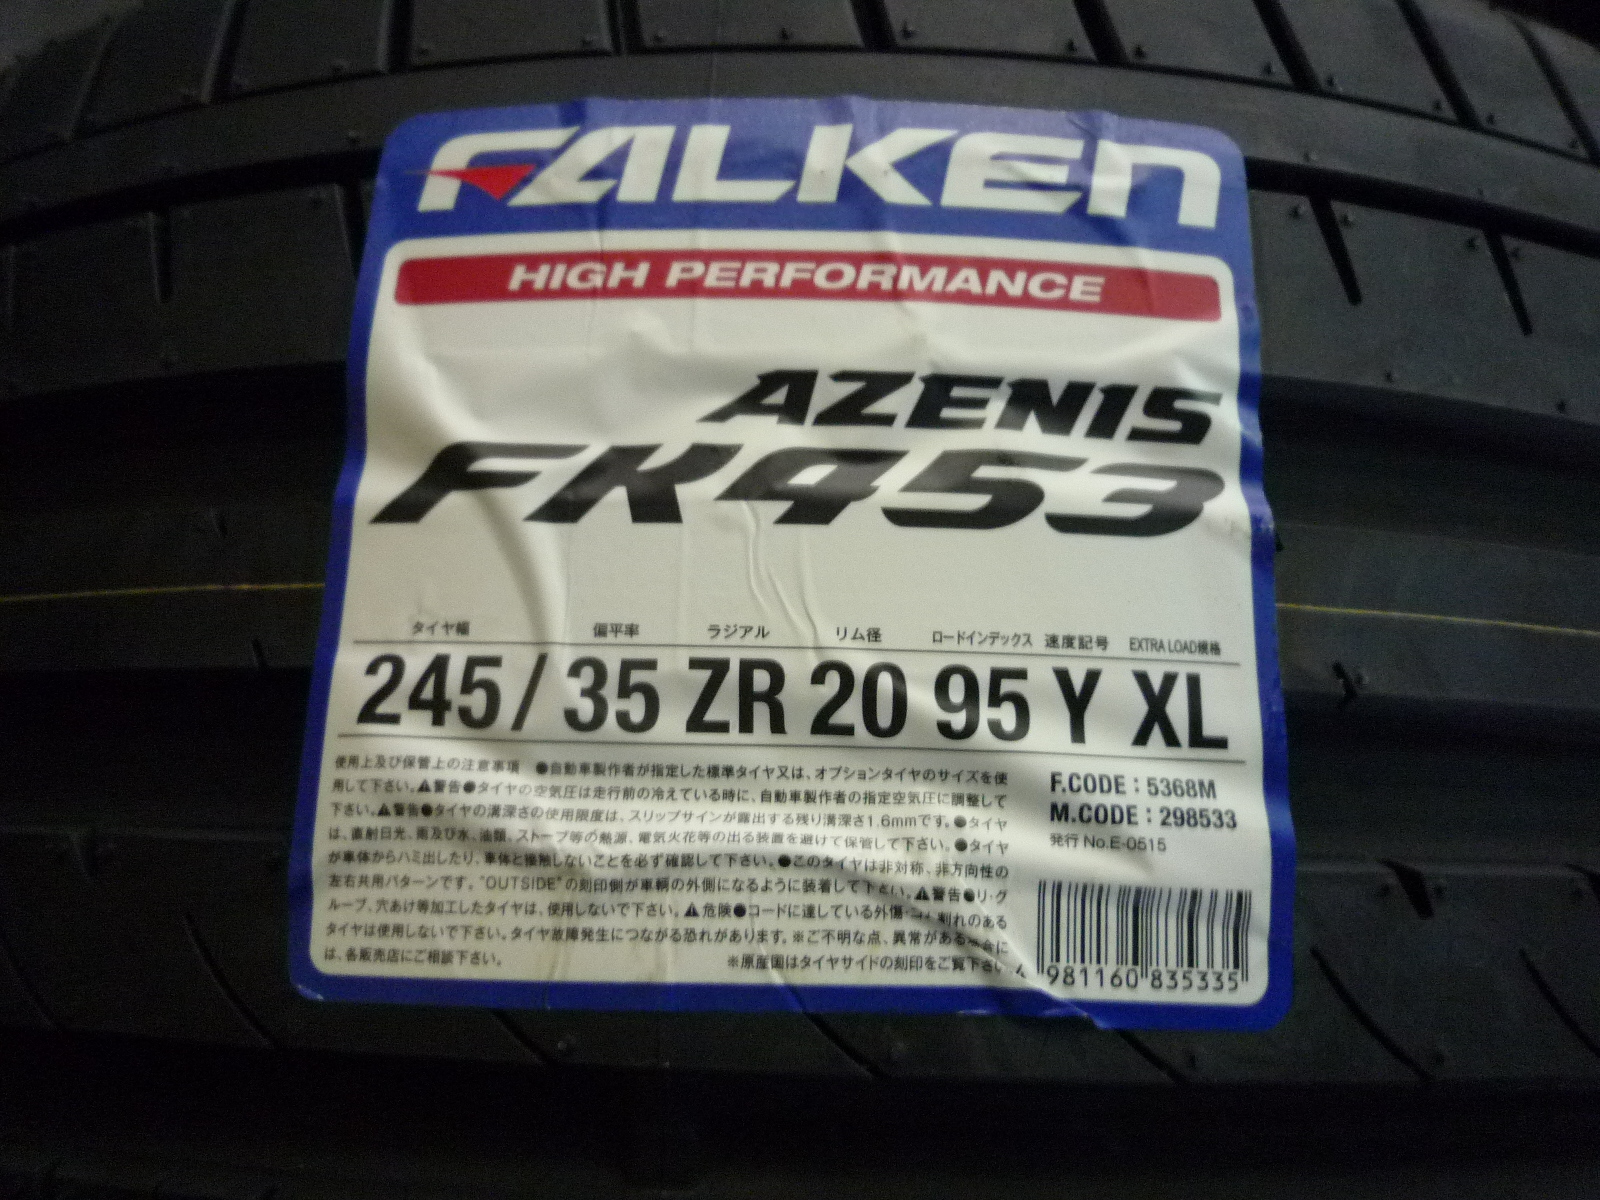 FALKEN
HIGH PERFORMANCE
AZENIS
FK453
タイヤ幅 偏平率 ラジアル リム径 ロードインデックス 速度記号 EXTRA LOAD規格
245 / 35 ZR 20 95 Y XL
使用上及び保管上の注意事項 ●自動車製作者が指定した標準タイヤ又は、オプションタイヤのサイズを使
用して下さい。⚠警告●タイヤの空気圧は走行前の冷えている時に、自動車製作者の指定空気圧に調整して
下さい。⚠警告●タイヤの溝深さの使用限度は、スリップサインが露出する残り溝深さ1.6mmです。●タイヤ
は、直射日光、雨及び水、油類、ストーブ等の熱源、電気火花等の出る装置を避けて保管して下さい。●タイヤ
が車体からハミ出したり、車体と接触しないことを必ず確認して下さい。●このタイヤは非対称、非方向性の
左右共用パターンです。"OUTSIDE"の刻印側が車輌の外側になるように装着して下さい。⚠警告●リ・グ
ルーブ、穴あけ等加工したタイヤは、使用しないで下さい。⚠危険●コードに達している外傷 割れのある
タイヤは使用しないで下さい。タイヤ故障発生につながる恐れがあります。※ご不明な点、異常がある場合に
は、各販売店にご相談下さい。
※原産国はタイヤサイドの刻印をご覧下さい。
F.CODE : 5368M
M.CODE : 298533
発行 No.E-0515
4 981160 835335